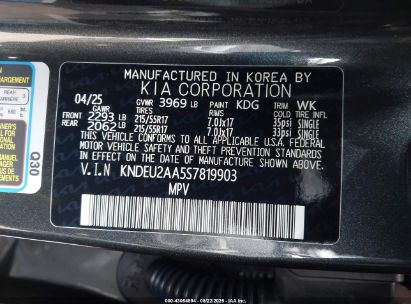 MANUFACTURED IN KOREA BY
KIA CORPORATION
04/25 GVWR 3969 LB PAINT KDG TRIM WK
GAWR TIRES RIMS COLD TIRE INFL
FRONT 2293 LB 215/55R17 7.0Jx17 35psi SINGLE
REAR 2062 LB 215/55R17 7.0Jx17 33psi SINGLE
THIS VEHICLE CONFORMS TO ALL APPLICABLE U.S. FEDERAL
MOTOR VEHICLE SAFETY, BUMPER, AND
THEFT PREVENTION STANDARDS IN EFFECT ON THE
DATE OF MANUFACTURE SHOWN ABOVE.
V.I.N KNDEU2AA5S7819903
MPV
Q30